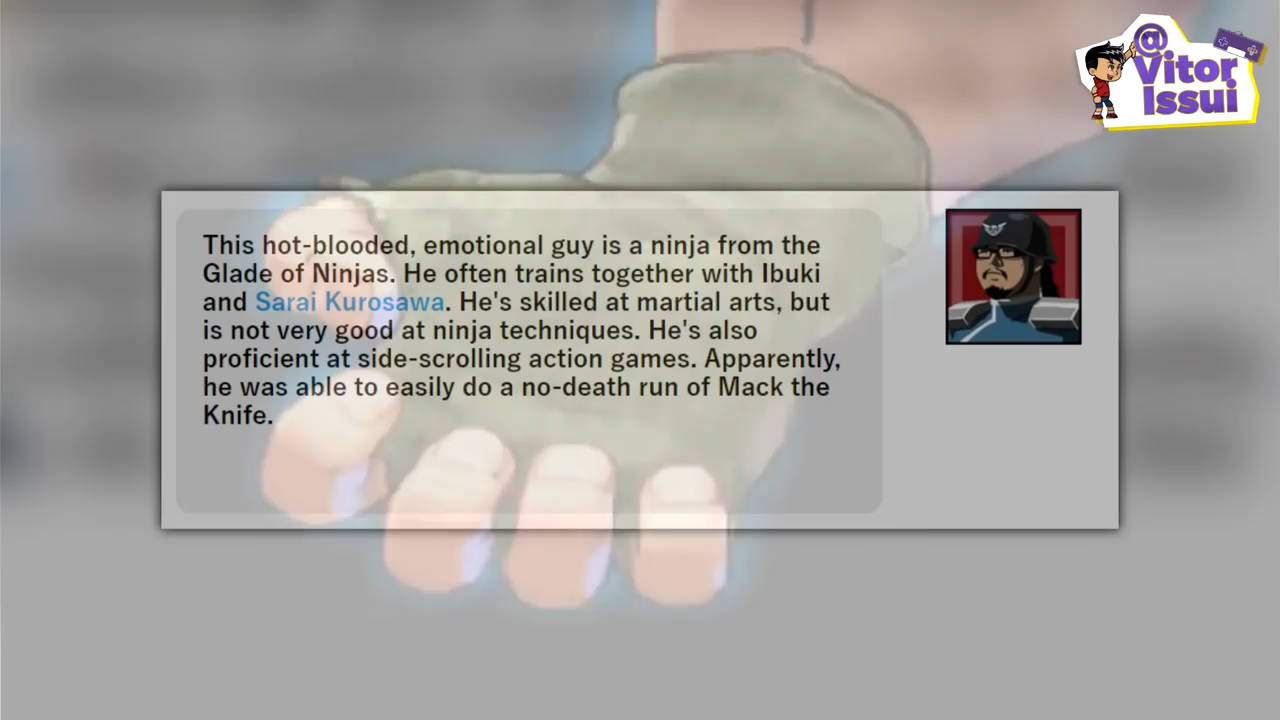 @
Vitor
Issui
This hot-blooded, emotional guy is a ninja from the
Glade of Ninjas. He often trains together with Ibuki
and Sarai Kurosawa. He's skilled at martial arts, but
is not very good at ninja techniques. He's also
proficient at side-scrolling action games. Apparently,
he was able to easily do a no-death run of Mack the
Knife.